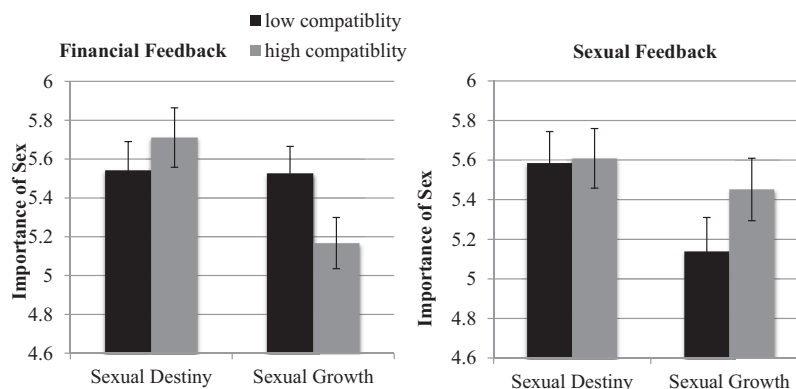 low compatiblity
high compatiblity
Financial Feedback
Importance of Sex
6
5.8
5.6
5.4
5.2
5
4.8
4.6
Sexual Destiny
Sexual Growth
Sexual Feedback
Importance of Sex
6
5.8
5.6
5.4
5.2
5
4.8
4.6
Sexual Destiny
Sexual Growth